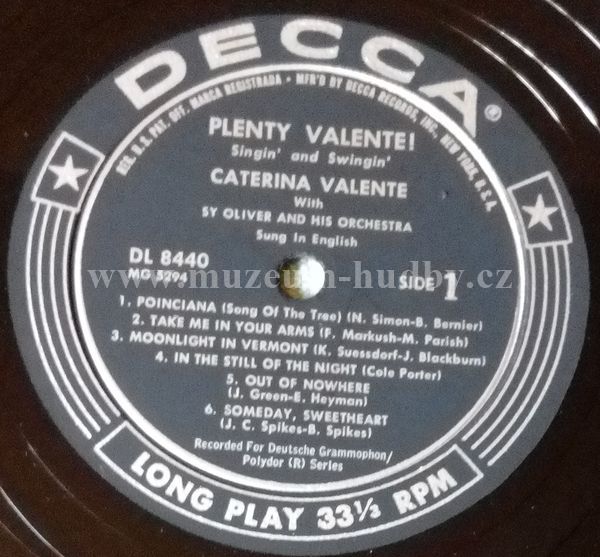 DECCA®
REG. U.S. PAT. OFF. MARCA REGISTRADA • MFR'D BY DECCA RECORDS, INC., NEW YORK, U.S.A.
PLENTY VALENTE!
Singin' and Swingin'
CATERINA VALENTE
With
SY OLIVER AND HIS ORCHESTRA
Sung In English
DL 8440
MG 5294
SIDE 1
www.muzeum-hudby.cz
1. POINCIANA (Song Of The Tree) (N. Simon-B. Bernier)
2. TAKE ME IN YOUR ARMS (F. Markush-M. Parish)
3. MOONLIGHT IN VERMONT (K. Suessdorf-J. Blackburn)
4. IN THE STILL OF THE NIGHT (Cole Porter)
5. OUT OF NOWHERE
(J. Green-E. Heyman)
6. SOMEDAY, SWEETHEART
(J. C. Spikes-B. Spikes)
Recorded For Deutsche Grammophon/
Polydor (R) Series
LONG PLAY 33⅓ RPM